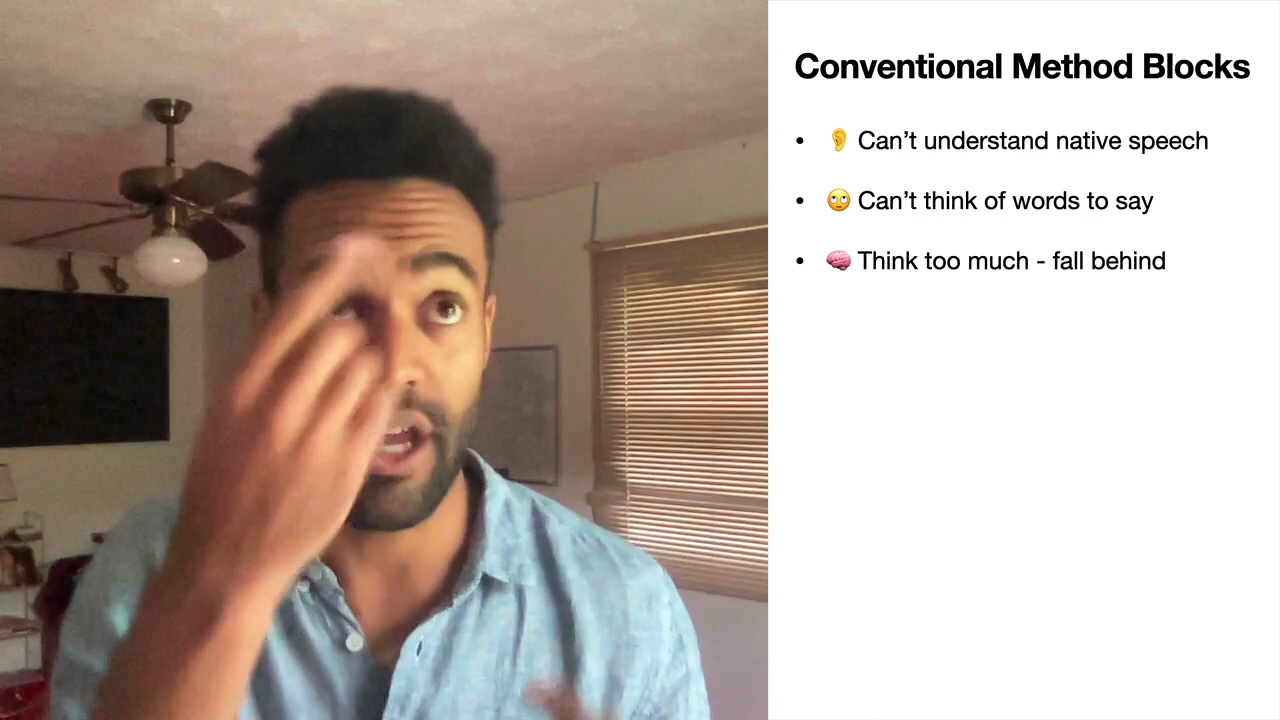 Conventional Method Blocks
• 👂 Can’t understand native speech
• 🙄 Can’t think of words to say
• 🧠 Think too much - fall behind